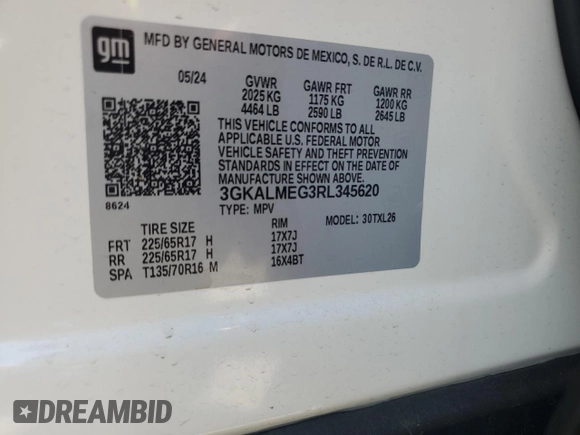 gm
MFD BY GENERAL MOTORS DE MEXICO, S. DE R.L. DE C.V.
05/24 GVWR GAWR FRT GAWR RR
2025 KG 1175 KG 1200 KG
4464 LB 2590 LB 2645 LB
THIS VEHICLE CONFORMS TO ALL
APPLICABLE U.S. FEDERAL MOTOR
VEHICLE SAFETY AND THEFT PREVENTION
STANDARDS IN EFFECT ON THE DATE OF
MANUFACTURE SHOWN ABOVE.
8624
3GKALMEG3RL345620
TYPE: MPV MODEL: 30TXL26
TIRE SIZE RIM
FRT 225/65R17 H 17X7J
RR 225/65R17 H 17X7J
SPA T135/70R16 M 16X4BT
DREAMBID